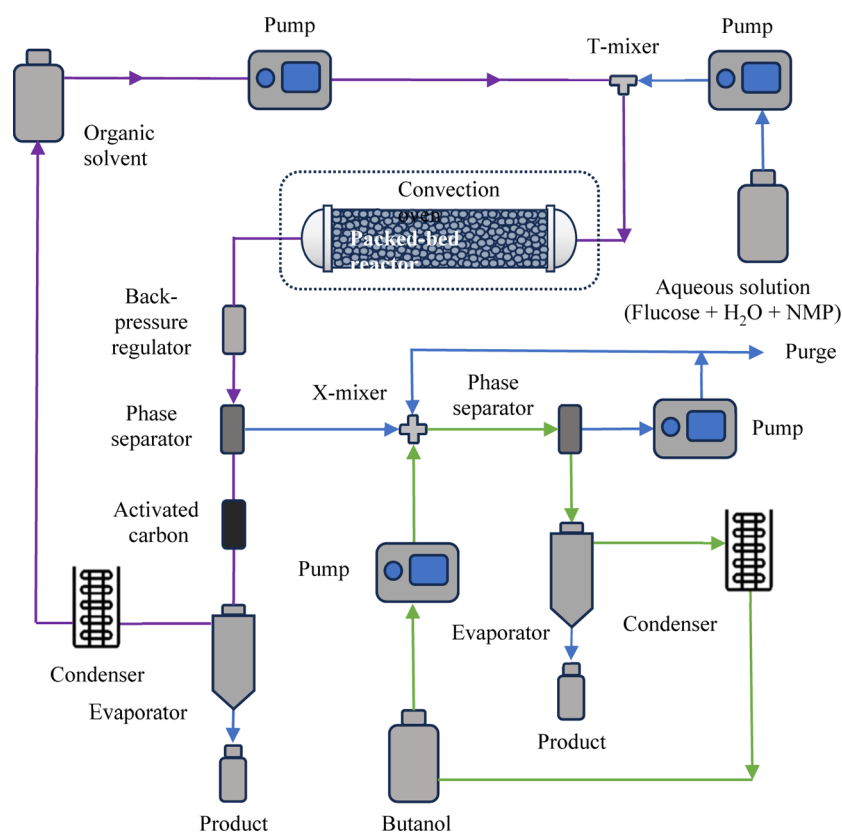 Pump
Pump
T-mixer
Organic
solvent
Convection
oven
Packed-bed
reactor
Aqueous solution
(Flucose + H₂O + NMP)
Back-
pressure
regulator
Purge
X-mixer
Phase
separator
Phase
separator
Pump
Activated
carbon
Pump
Evaporator
Condenser
Condenser
Evaporator
Product
Product
Butanol